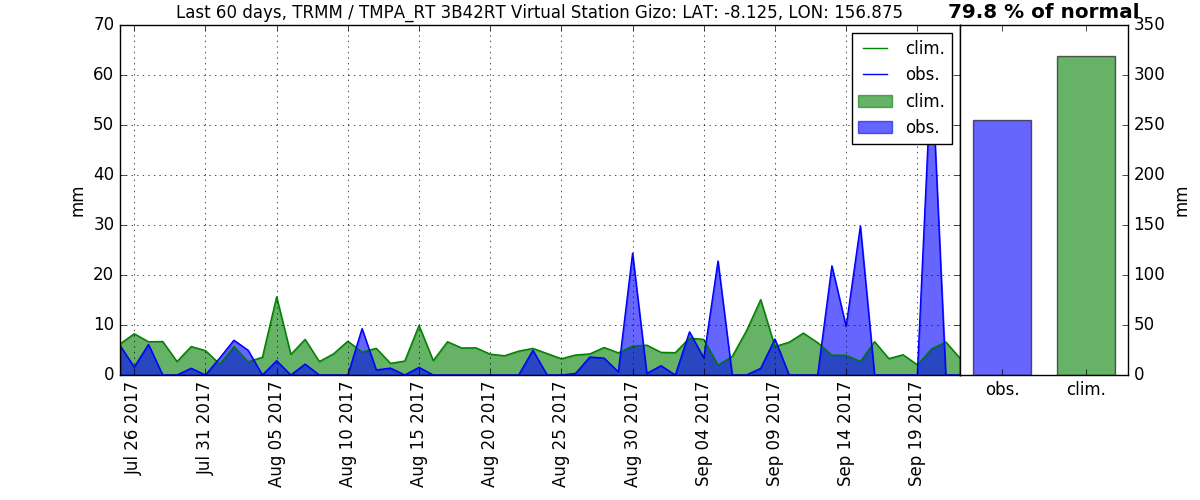 Last 60 days, TRMM / TMPA_RT 3B42RT Virtual Station Gizo: LAT: -8.125, LON: 156.875
79.8 % of normal
70
60
50
40
30
20
10
0
mm
clim.
obs.
clim.
obs.
Jul 26 2017
Jul 31 2017
Aug 05 2017
Aug 10 2017
Aug 15 2017
Aug 20 2017
Aug 25 2017
Aug 30 2017
Sep 04 2017
Sep 09 2017
Sep 14 2017
Sep 19 2017
obs.
clim.
350
300
250
200
150
100
50
0
mm